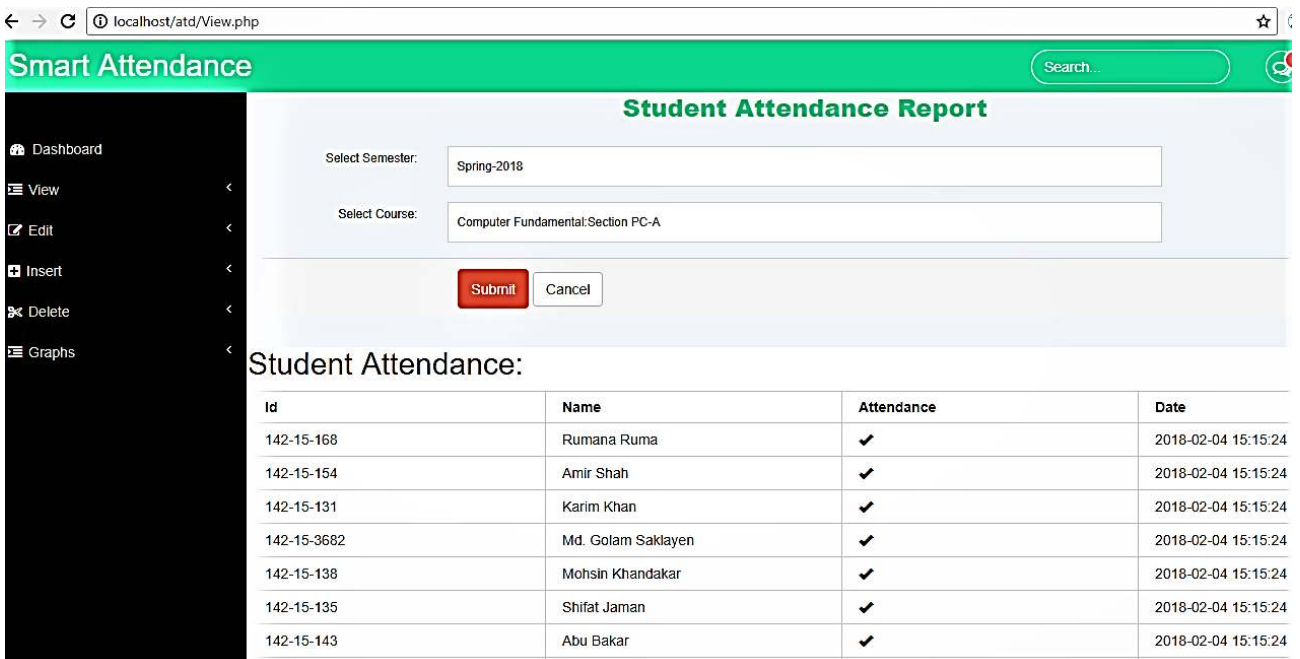 localhost/atd/View.php
Smart Attendance
Search...
Student Attendance Report
Dashboard
View
Edit
Insert
Delete
Graphs
Select Semester:
Spring-2018
Select Course:
Computer Fundamental:Section PC-A
Submit Cancel
Student Attendance:
Id Name Attendance Date
142-15-168 Rumana Ruma ✔ 2018-02-04 15:15:24
142-15-154 Amir Shah ✔ 2018-02-04 15:15:24
142-15-131 Karim Khan ✔ 2018-02-04 15:15:24
142-15-3682 Md. Golam Saklayen ✔ 2018-02-04 15:15:24
142-15-138 Mohsin Khandakar ✔ 2018-02-04 15:15:24
142-15-135 Shifat Jaman ✔ 2018-02-04 15:15:24
142-15-143 Abu Bakar ✔ 2018-02-04 15:15:24